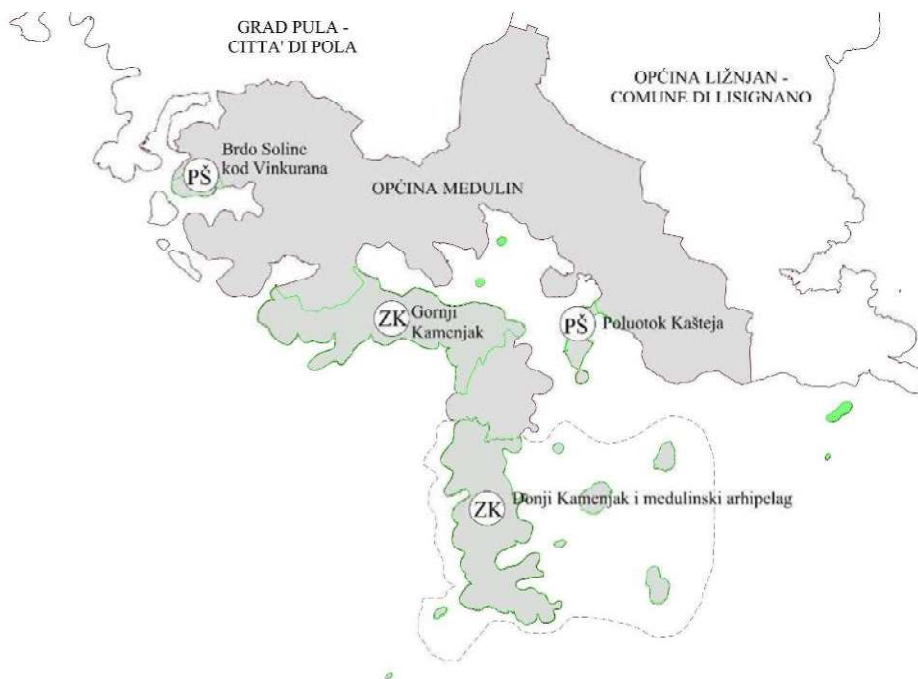 GRAD PULA -
CITTA' DI POLA
OPĆINA LIŽNJAN -
COMUNE DI LISIGNANO
Brdo Soline
kod Vinkurana
PŠ
OPĆINA MEDULIN
ZK
Gornji
Kamenjak
PŠ
Poluotok Kašteja
ZK
Donji Kamenjak i medulinski arhipelag